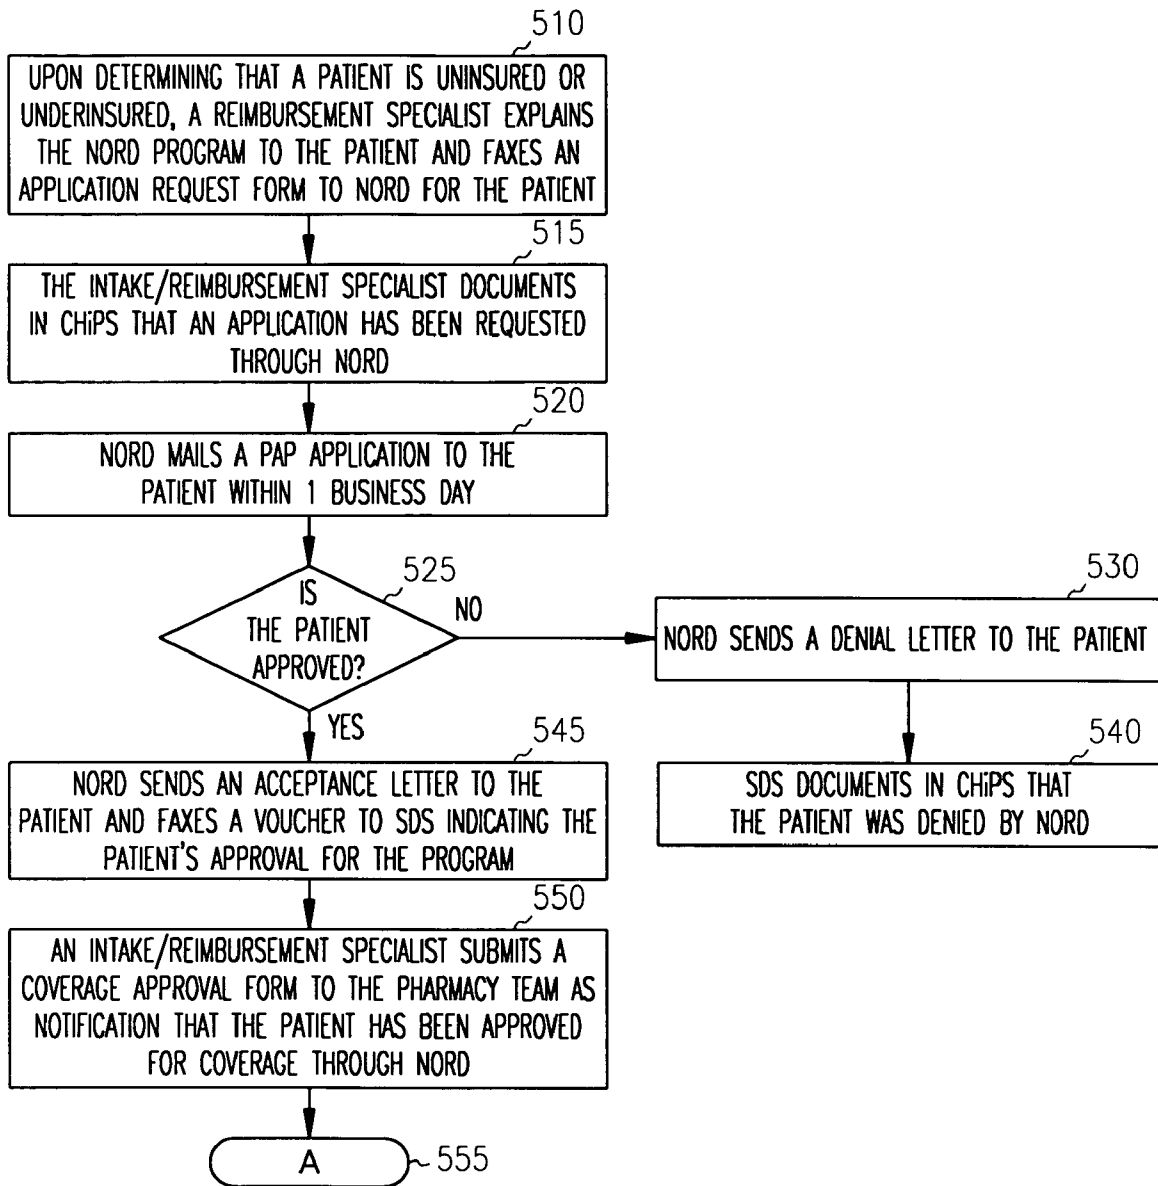 510
UPON DETERMINING THAT A PATIENT IS UNINSURED OR
UNDERINSURED, A REIMBURSEMENT SPECIALIST EXPLAINS
THE NORD PROGRAM TO THE PATIENT AND FAXES AN
APPLICATION REQUEST FORM TO NORD FOR THE PATIENT
515
THE INTAKE/REIMBURSEMENT SPECIALIST DOCUMENTS
IN CHiPS THAT AN APPLICATION HAS BEEN REQUESTED
THROUGH NORD
520
NORD MAILS A PAP APPLICATION TO THE
PATIENT WITHIN 1 BUSINESS DAY
525
IS
THE PATIENT
APPROVED?
NO
530
NORD SENDS A DENIAL LETTER TO THE PATIENT
540
SDS DOCUMENTS IN CHiPS THAT
THE PATIENT WAS DENIED BY NORD
YES
545
NORD SENDS AN ACCEPTANCE LETTER TO THE
PATIENT AND FAXES A VOUCHER TO SDS INDICATING THE
PATIENT'S APPROVAL FOR THE PROGRAM
550
AN INTAKE/REIMBURSEMENT SPECIALIST SUBMITS A
COVERAGE APPROVAL FORM TO THE PHARMACY TEAM AS
NOTIFICATION THAT THE PATIENT HAS BEEN APPROVED
FOR COVERAGE THROUGH NORD
A
555